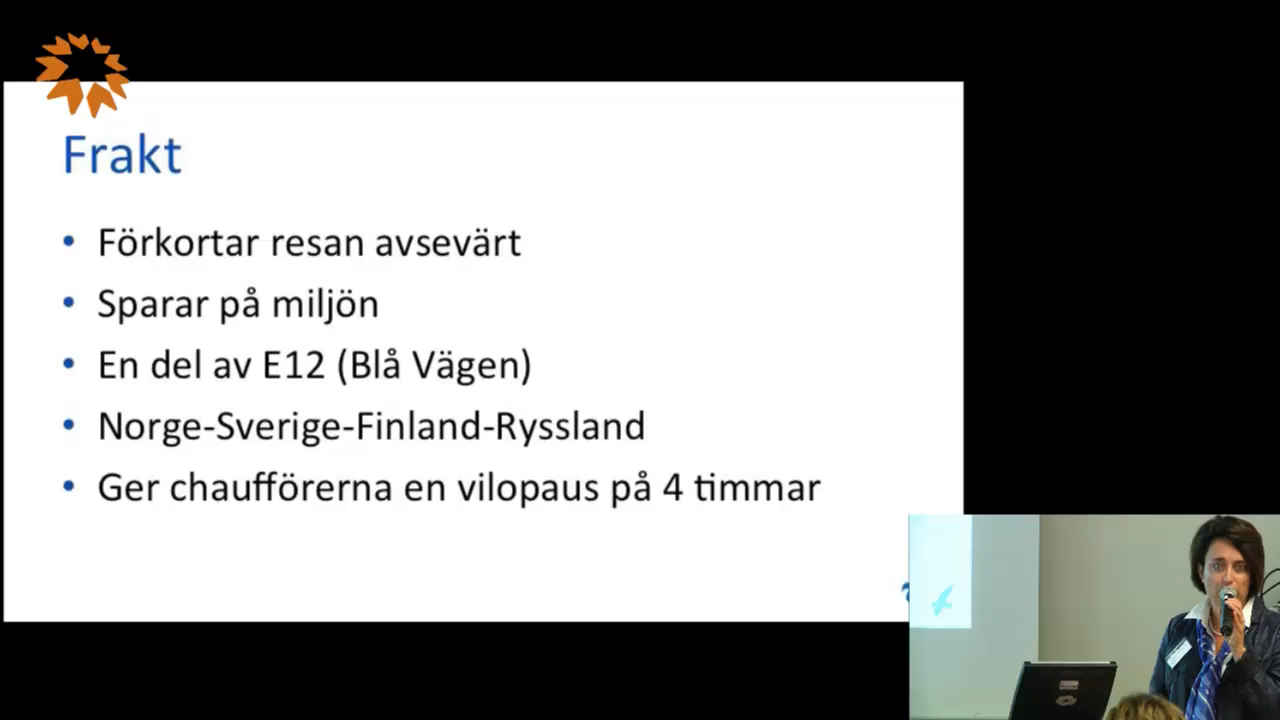 Frakt
• Förkortar resan avsevärt
• Sparar på miljön
• En del av E12 (Blå Vägen)
• Norge-Sverige-Finland-Ryssland
• Ger chaufförerna en vilopaus på 4 timmar